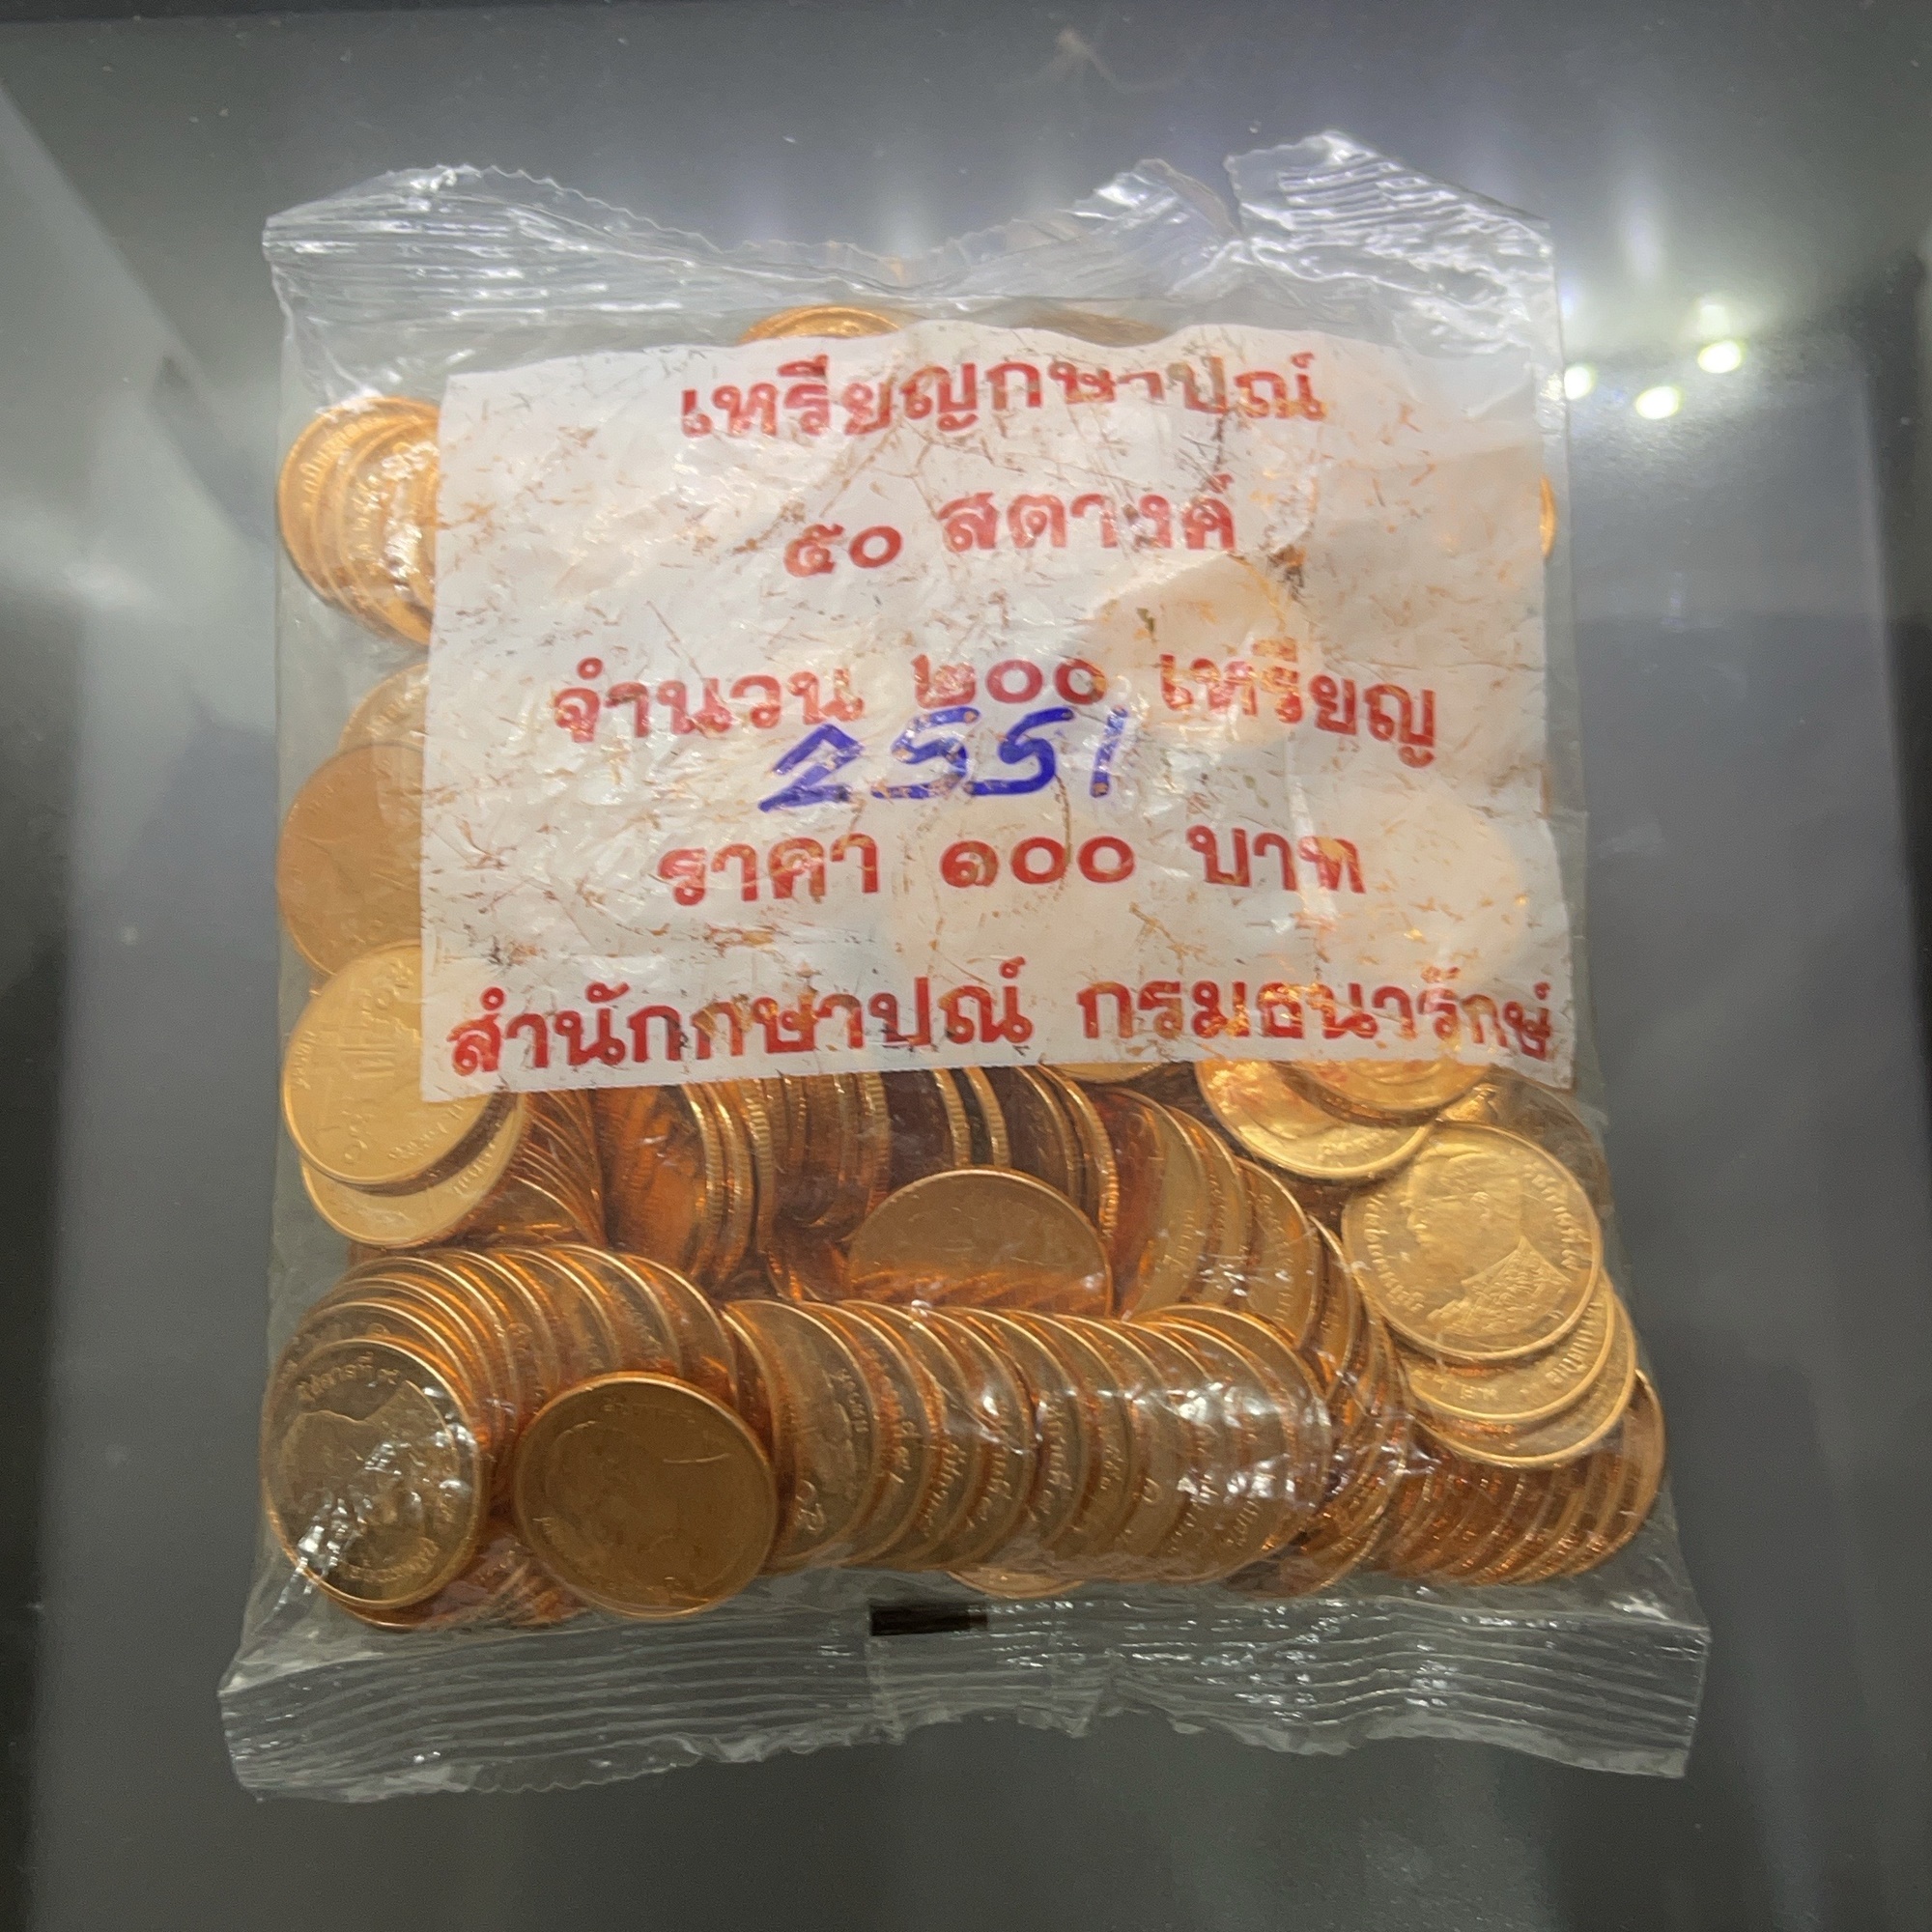 เหรียญกษาปณ์
๕๐ สตางค์
จำนวน ๒๐๐ เหรียญ
2551
ราคา ๑๐๐ บาท
สำนักกษาปณ์ กรมธนารักษ์